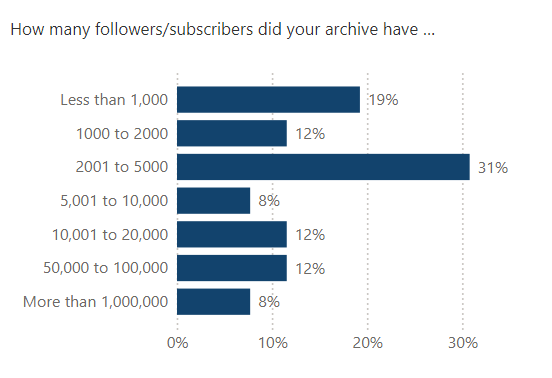 How many followers/subscribers did your archive have ...
Less than 1,000 19%
1000 to 2000 12%
2001 to 5000 31%
5,001 to 10,000 8%
10,001 to 20,000 12%
50,000 to 100,000 12%
More than 1,000,000 8%
0% 10% 20% 30%